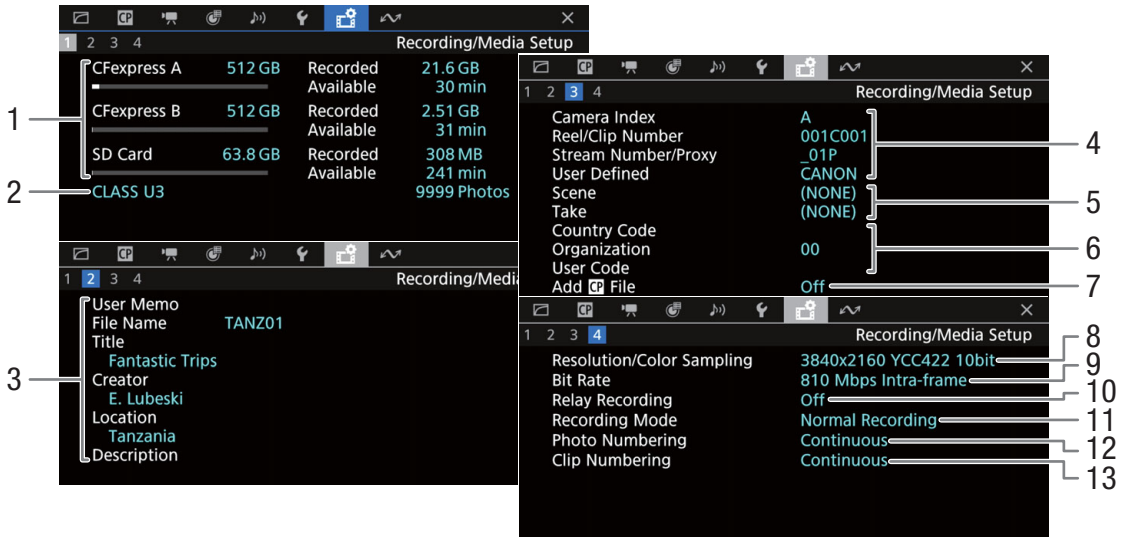 CP
1 2 3 4 Recording/Media Setup
CFexpress A 512 GB Recorded 21.6 GB
Available 30 min
CFexpress B 512 GB Recorded 2.51 GB
Available 31 min
SD Card 63.8 GB Recorded 308 MB
Available 241 min
CLASS U3 9999 Photos
1
2
CP
1 2 3 4 Recording/Medi
User Memo
File Name TANZ01
Title
Fantastic Trips
Creator
E. Lubeski
Location
Tanzania
Description
3
CP
1 2 3 4 Recording/Media Setup
Camera Index A
Reel/Clip Number 001C001
Stream Number/Proxy _01P
User Defined CANON
Scene (NONE)
Take (NONE)
Country Code
Organization 00
User Code
Add CP File Off
4
5
6
7
CP
1 2 3 4 Recording/Media Setup
Resolution/Color Sampling 3840x2160 YCC422 10bit
Bit Rate 810 Mbps Intra-frame
Relay Recording Off
Recording Mode Normal Recording
Photo Numbering Continuous
Clip Numbering Continuous
8
9
10
11
12
13